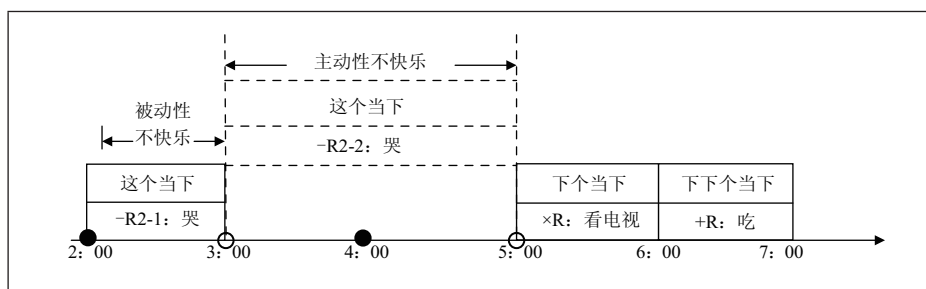 主动性不快乐
这个当下
−R2-2：哭
被动性
不快乐
这个当下
−R2-1：哭
下个当下
下下个当下
×R：看电视
+R：吃
2：00
3：00
4：00
5：00
6：00
7：00